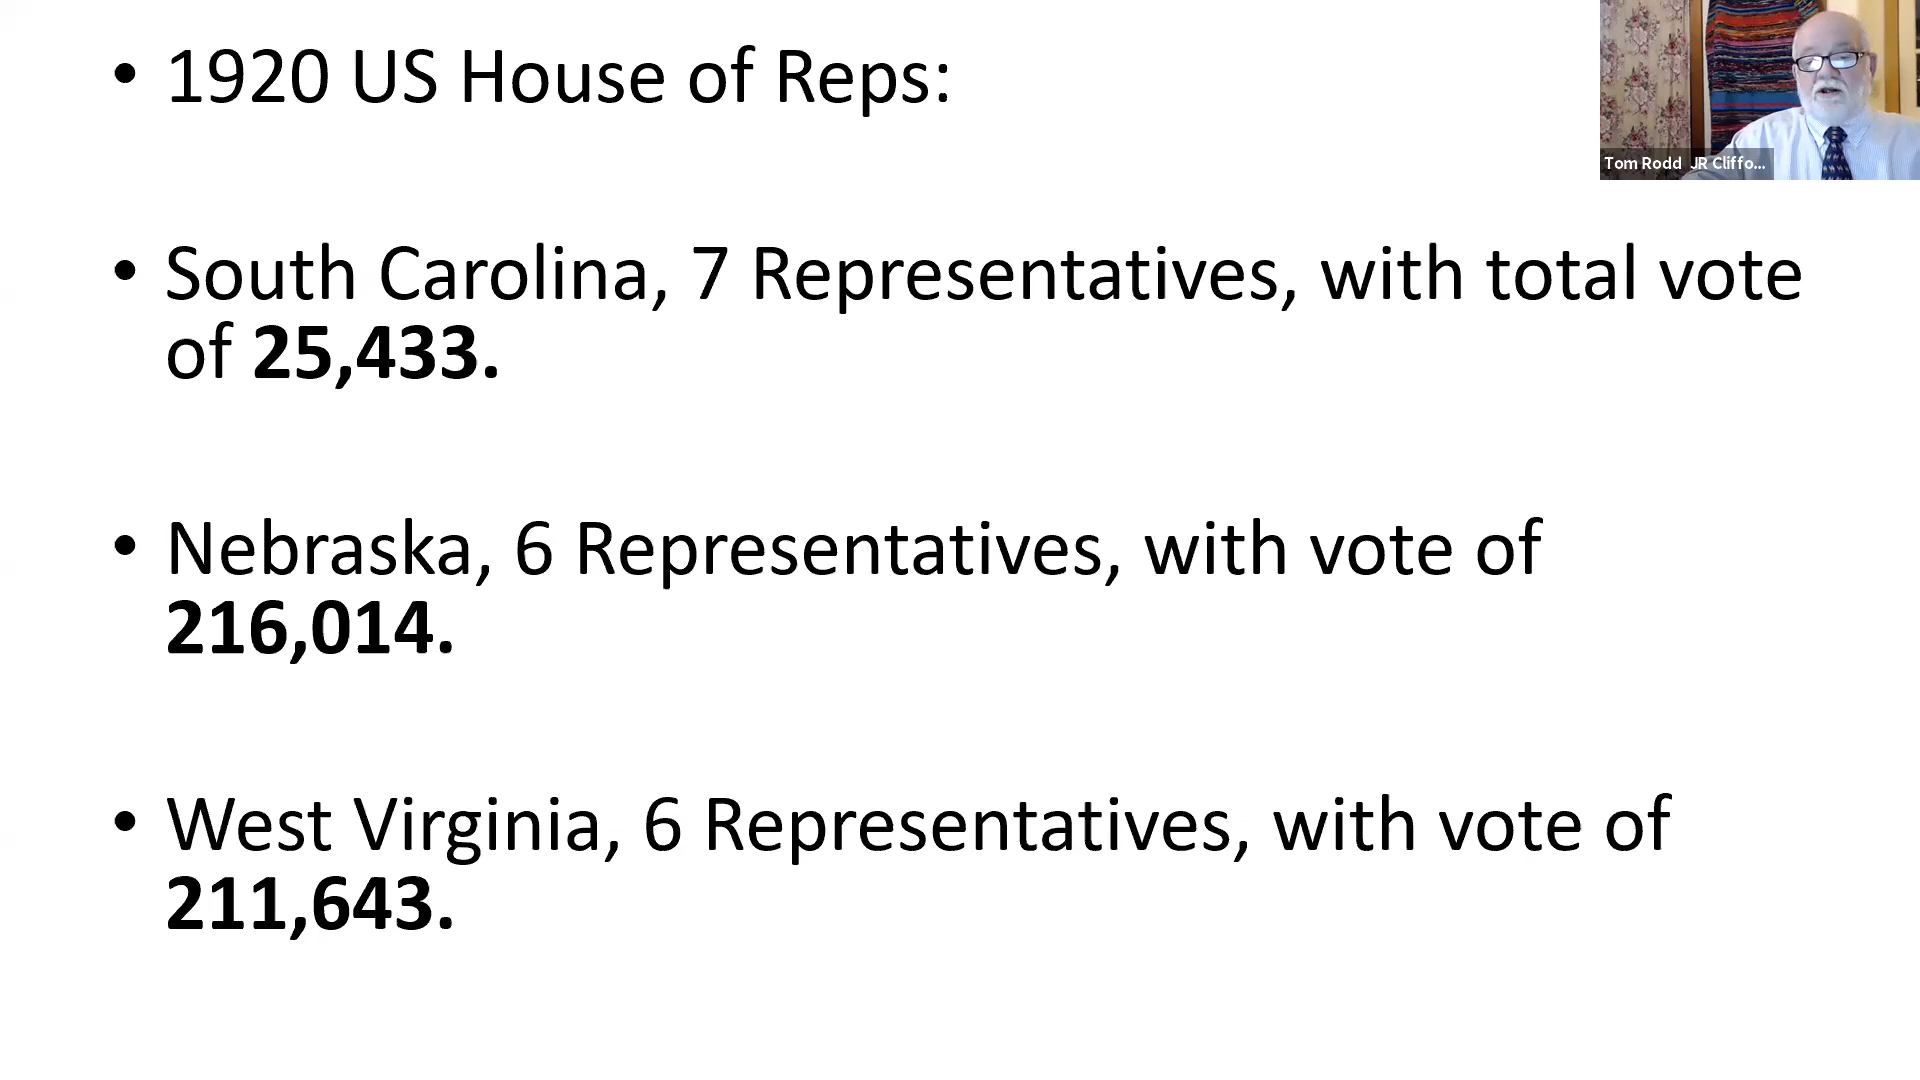 • 1920 US House of Reps:
• South Carolina, 7 Representatives, with total vote
of 25,433.
• Nebraska, 6 Representatives, with vote of
216,014.
• West Virginia, 6 Representatives, with vote of
211,643.
Tom Rodd JR Cliffo...